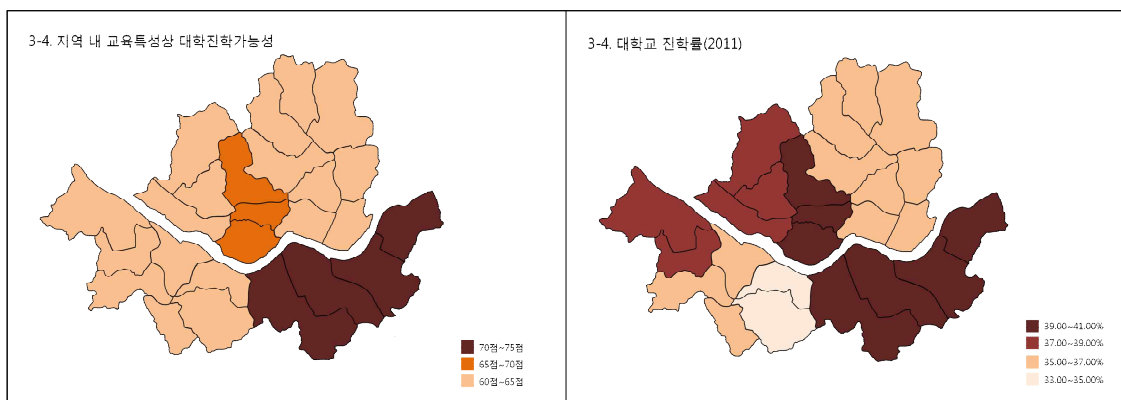 3-4. 지역 내 교육특성상 대학진학가능성
70점~75점
65점~70점
60점~65점
3-4. 대학교 진학률(2011)
39.00~41.00%
37.00~39.00%
35.00~37.00%
33.00~35.00%